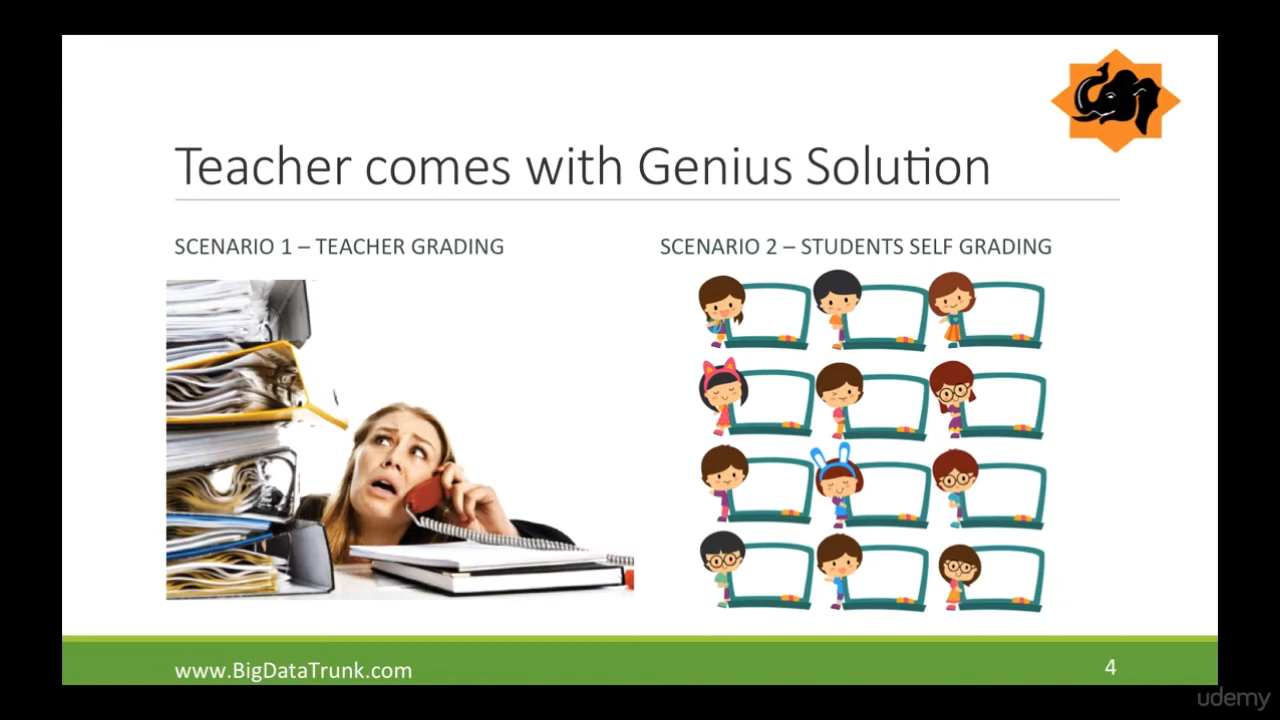 Teacher comes with Genius Solution
SCENARIO 1 – TEACHER GRADING
SCENARIO 2 – STUDENTS SELF GRADING
www.BigDataTrunk.com
4
udemy